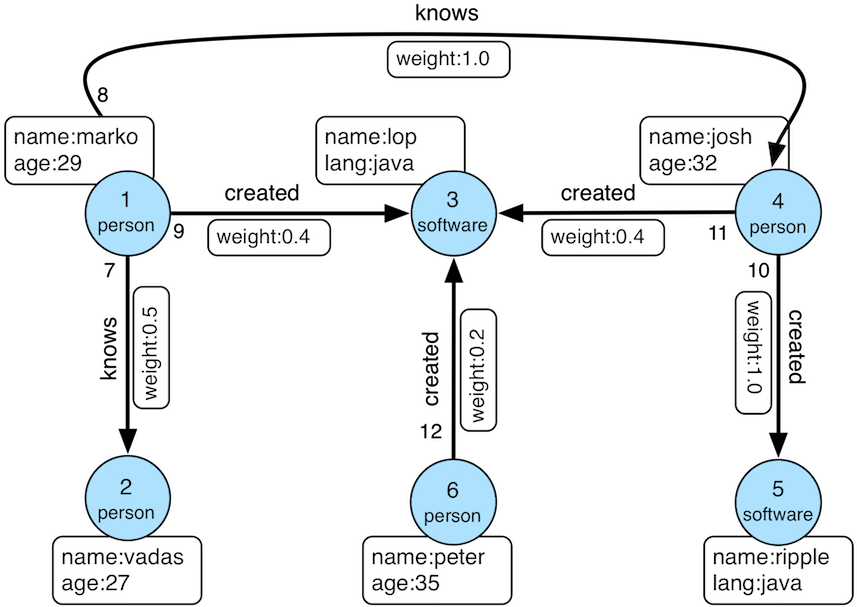 knows
weight:1.0
8
name:marko
age:29
name:lop
lang:java
name:josh
age:32
1
person
created
9
weight:0.4
3
software
created
11
weight:0.4
4
person
7
knows
weight:0.5
created
weight:0.2
12
10
weight:1.0
created
2
person
name:vadas
age:27
6
person
name:peter
age:35
5
software
name:ripple
lang:java